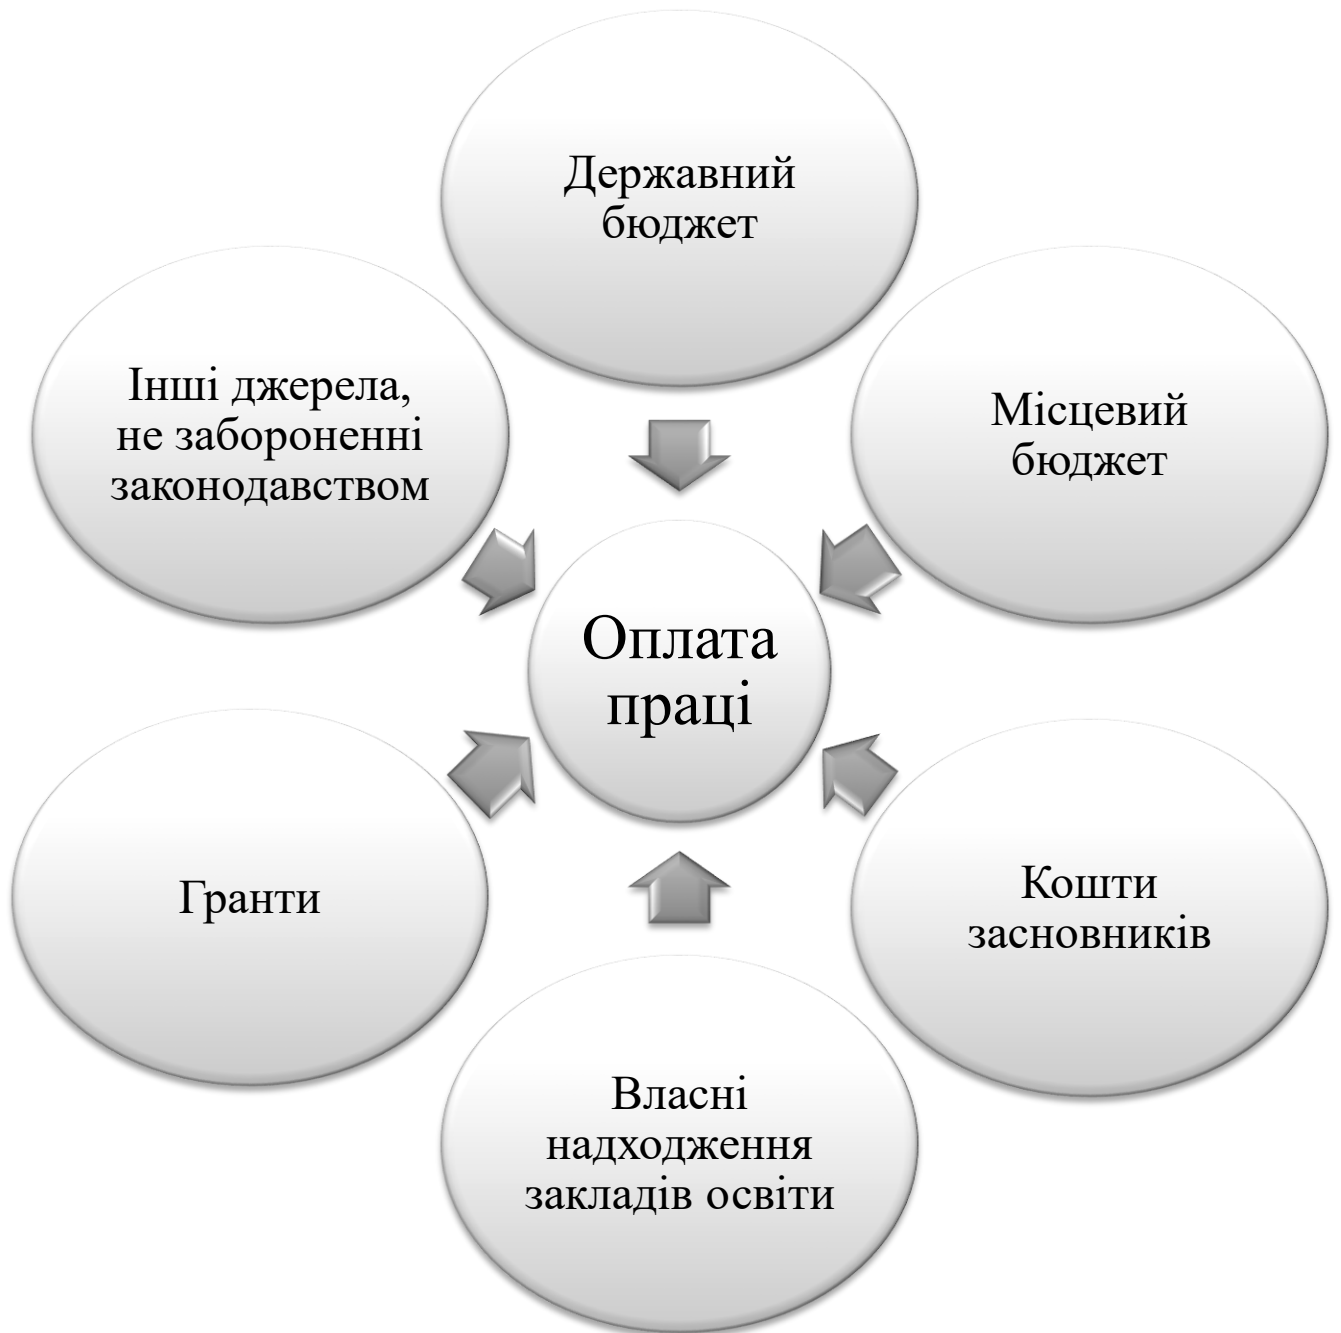 Державний
бюджет
Місцевий
бюджет
Кошти
засновників
Власні
надходження
закладів освіти
Гранти
Інші джерела,
не забороненні
законодавством
Оплата
праці